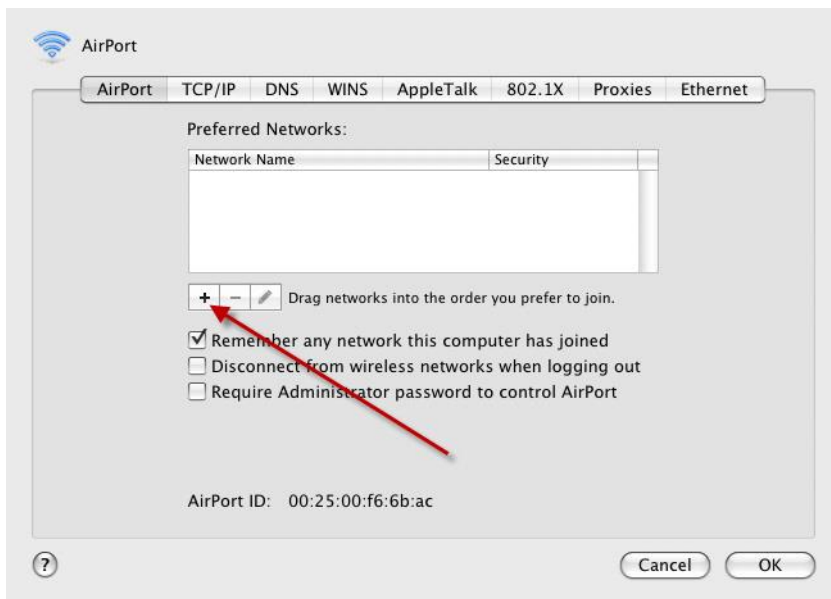 AirPort
AirPort TCP/IP DNS WINS AppleTalk 802.1X Proxies Ethernet
Preferred Networks:
Network Name Security
+ − Drag networks into the order you prefer to join.
Remember any network this computer has joined
Disconnect from wireless networks when logging out
Require Administrator password to control AirPort
AirPort ID: 00:25:00:f6:6b:ac
? Cancel OK